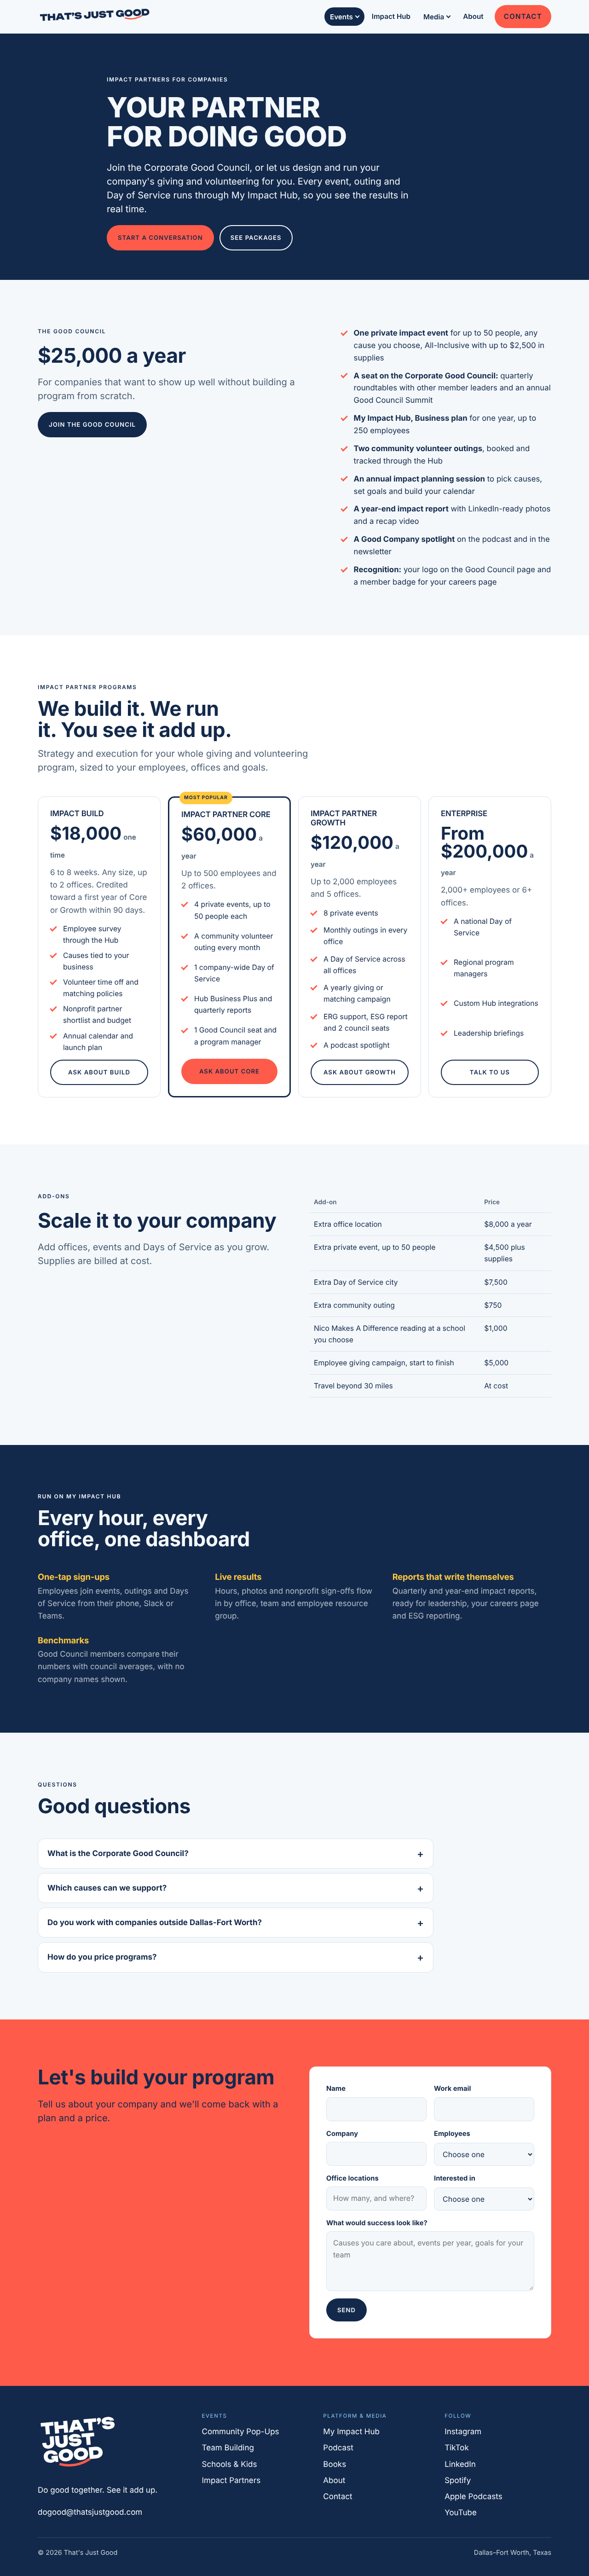 THAT'S JUST GOOD
Events
Impact Hub
Media
About
CONTACT
IMPACT PARTNERS FOR COMPANIES
YOUR PARTNER
FOR DOING GOOD
Join the Corporate Good Council, or let us design and run your
company's giving and volunteering for you. Every event, outing and
Day of Service runs through My Impact Hub, so you see the results in
real time.
START A CONVERSATION
SEE PACKAGES
THE GOOD COUNCIL
$25,000 a year
For companies that want to show up well without building a
program from scratch.
JOIN THE GOOD COUNCIL
One private impact event for up to 50 people, any
cause you choose, All-Inclusive with up to $2,500 in
supplies
A seat on the Corporate Good Council: quarterly
roundtables with other member leaders and an annual
Good Council Summit
My Impact Hub, Business plan for one year, up to
250 employees
Two community volunteer outings, booked and
tracked through the Hub
An annual impact planning session to pick causes,
set goals and build your calendar
A year-end impact report with LinkedIn-ready photos
and a recap video
A Good Company spotlight on the podcast and in the
newsletter
Recognition: your logo on the Good Council page and
a member badge for your careers page
IMPACT PARTNER PROGRAMS
We build it. We run
it. You see it add up.
Strategy and execution for your whole giving and volunteering
program, sized to your employees, offices and goals.
IMPACT BUILD
$18,000 one
time
6 to 8 weeks. Any size, up
to 2 offices. Credited
toward a first year of Core
or Growth within 90 days.
Employee survey
through the Hub
Causes tied to your
business
Volunteer time off and
matching policies
Nonprofit partner
shortlist and budget
Annual calendar and
launch plan
ASK ABOUT BUILD
MOST POPULAR
IMPACT PARTNER CORE
$60,000 a
year
Up to 500 employees and
2 offices.
4 private events, up to
50 people each
A community volunteer
outing every month
1 company-wide Day of
Service
Hub Business Plus and
quarterly reports
1 Good Council seat and
a program manager
ASK ABOUT CORE
IMPACT PARTNER
GROWTH
$120,000 a
year
Up to 2,000 employees
and 5 offices.
8 private events
Monthly outings in every
office
A Day of Service across
all offices
A yearly giving or
matching campaign
ERG support, ESG report
and 2 council seats
A podcast spotlight
ASK ABOUT GROWTH
ENTERPRISE
From
$200,000 a
year
2,000+ employees or 6+
offices.
A national Day of
Service
Regional program
managers
Custom Hub integrations
Leadership briefings
TALK TO US
ADD-ONS
Scale it to your company
Add offices, events and Days of Service as you grow.
Supplies are billed at cost.
Add-on Price
Extra office location $8,000 a year
Extra private event, up to 50 people $4,500 plus
supplies
Extra Day of Service city $7,500
Extra community outing $750
Nico Makes A Difference reading at a school $1,000
you choose
Employee giving campaign, start to finish $5,000
Travel beyond 30 miles At cost
RUN ON MY IMPACT HUB
Every hour, every
office, one dashboard
One-tap sign-ups
Employees join events, outings and Days
of Service from their phone, Slack or
Teams.
Live results
Hours, photos and nonprofit sign-offs flow
in by office, team and employee resource
group.
Reports that write themselves
Quarterly and year-end impact reports,
ready for leadership, your careers page
and ESG reporting.
Benchmarks
Good Council members compare their
numbers with council averages, with no
company names shown.
QUESTIONS
Good questions
What is the Corporate Good Council? +
Which causes can we support? +
Do you work with companies outside Dallas-Fort Worth? +
How do you price programs? +
Let's build your program
Tell us about your company and we'll come back with a
plan and a price.
Name
Work email
Company
Employees
Choose one
Office locations
How many, and where?
Interested in
Choose one
What would success look like?
Causes you care about, events per year, goals for your
team
SEND
THAT'S
JUST
GOOD
Do good together. See it add up.
dogood@thatsjustgood.com
EVENTS
Community Pop-Ups
Team Building
Schools & Kids
Impact Partners
PLATFORM & MEDIA
My Impact Hub
Podcast
Books
About
Contact
FOLLOW
Instagram
TikTok
LinkedIn
Spotify
Apple Podcasts
YouTube
© 2026 That's Just Good
Dallas–Fort Worth, Texas